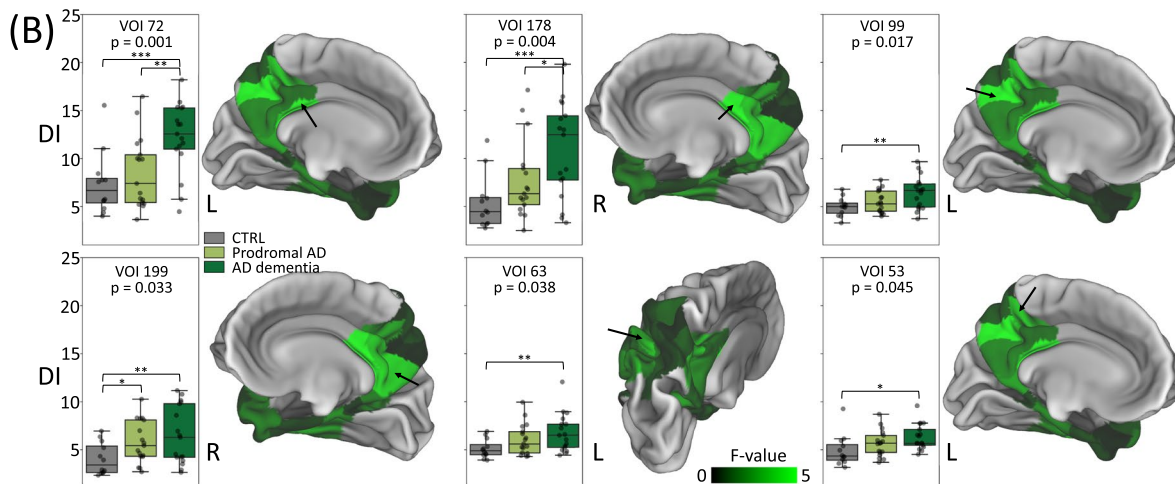 (B)
25
20
15
10
5
DI
VOI 72
p = 0.001
***
**
L
VOI 178
p = 0.004
***
*
R
VOI 99
p = 0.017
**
L
CTRL
Prodromal AD
AD dementia
25
20
15
10
5
DI
VOI 199
p = 0.033
**
*
R
VOI 63
p = 0.038
**
L
F-value
0 5
VOI 53
p = 0.045
*
L